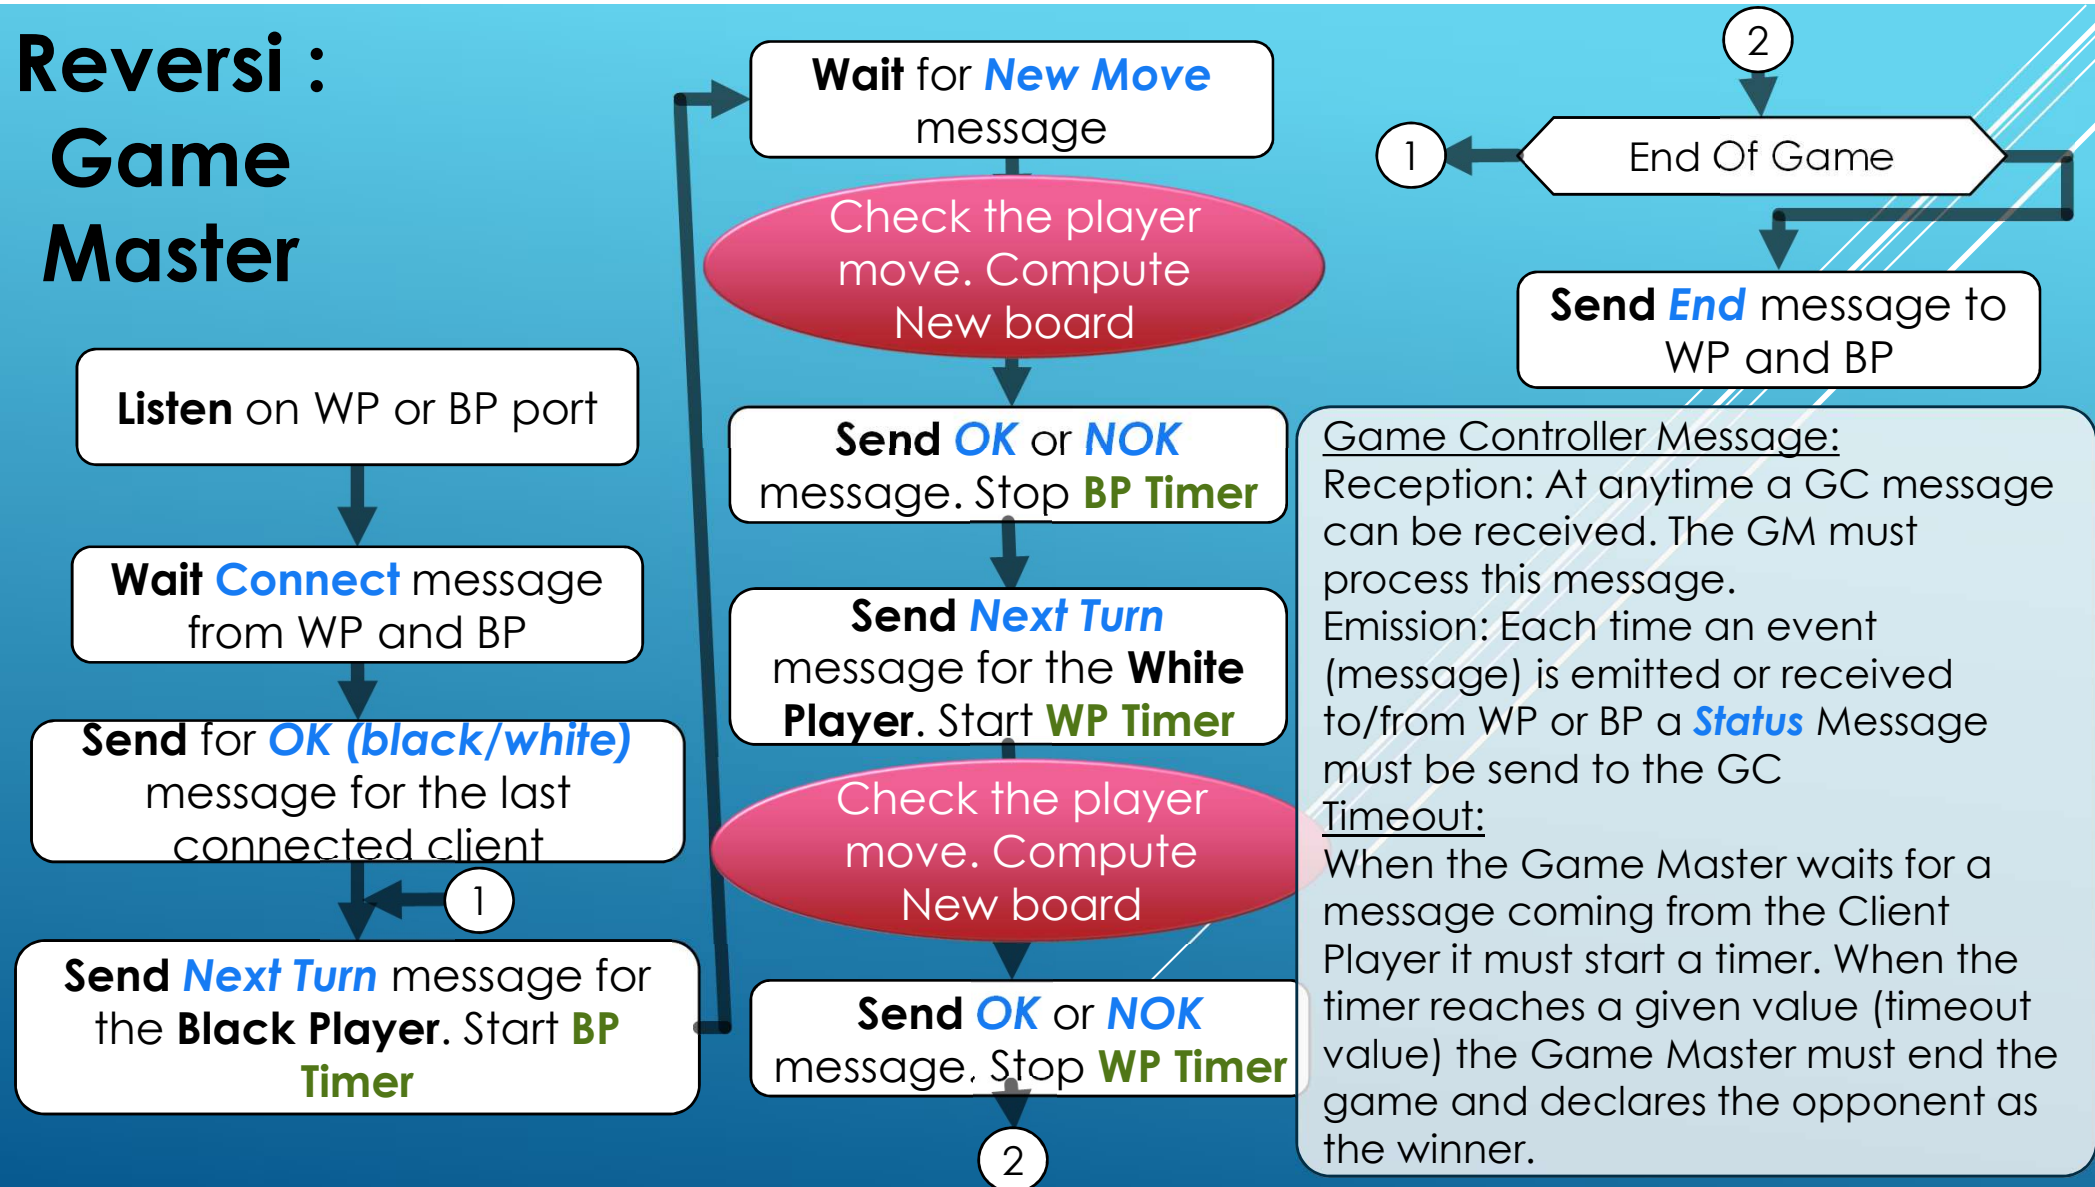 Reversi :
Game
Master
Listen on WP or BP port
Wait Connect message
from WP and BP
Send for OK (black/white)
message for the last
connected client
1
Send Next Turn message for
the Black Player. Start BP
Timer
Wait for New Move
message
Check the player
move. Compute
New board
Send OK or NOK
message. Stop BP Timer
Send Next Turn
message for the White
Player. Start WP Timer
Check the player
move. Compute
New board
Send OK or NOK
message. Stop WP Timer
2
2
1
End Of Game
Send End message to
WP and BP
Game Controller Message:
Reception: At anytime a GC message
can be received. The GM must
process this message.
Emission: Each time an event
(message) is emitted or received
to/from WP or BP a Status Message
must be send to the GC
Timeout:
When the Game Master waits for a
message coming from the Client
Player it must start a timer. When the
timer reaches a given value (timeout
value) the Game Master must end the
game and declares the opponent as
the winner.